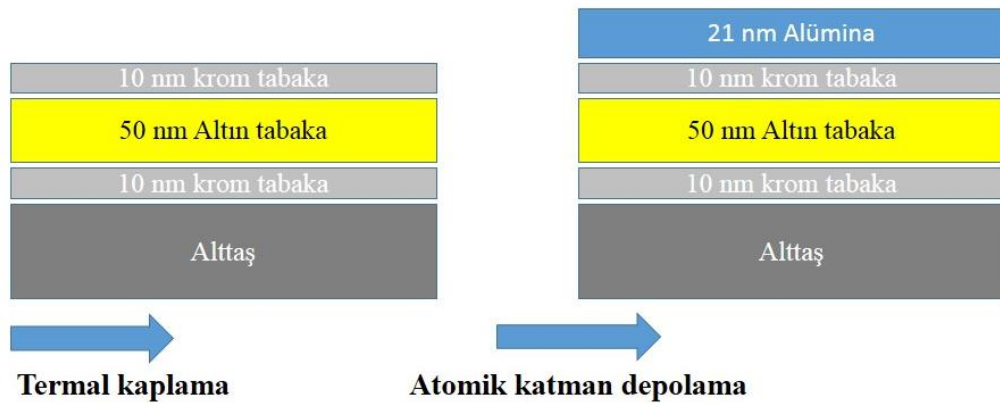 10 nm krom tabaka
50 nm Altın tabaka
10 nm krom tabaka
Alttaş
Termal kaplama
21 nm Alümina
10 nm krom tabaka
50 nm Altın tabaka
10 nm krom tabaka
Alttaş
Atomik katman depolama